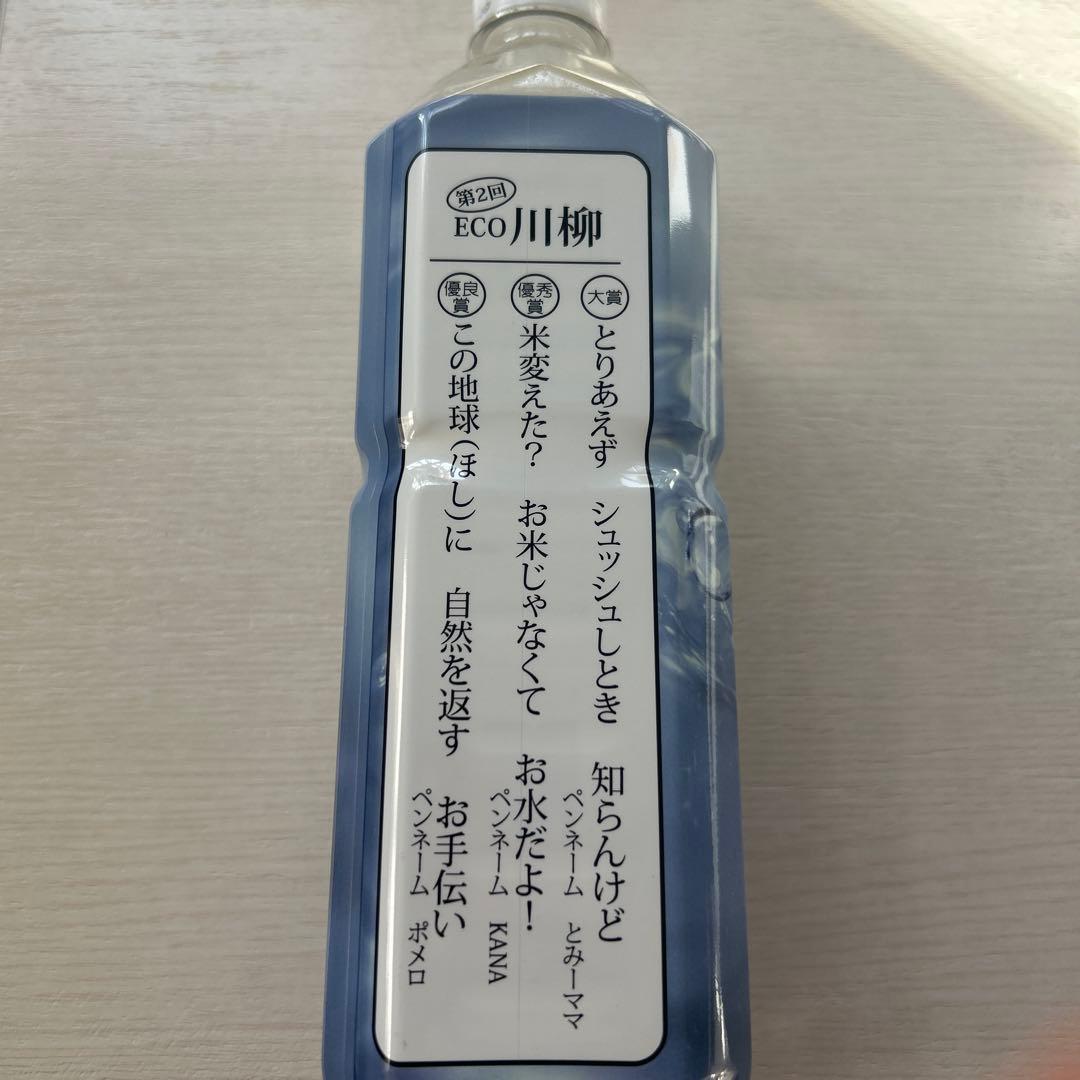 第2回
ECO川柳
大賞
とりあえず　シュッシュしとき　知らんけど
ペンネーム　とみーママ
優秀賞
米変えた？　お米じゃなくて　お水だよ！
ペンネーム　KANA
優良賞
この地球（ほし）に　自然を返す　お手伝い
ペンネーム　ポメロ